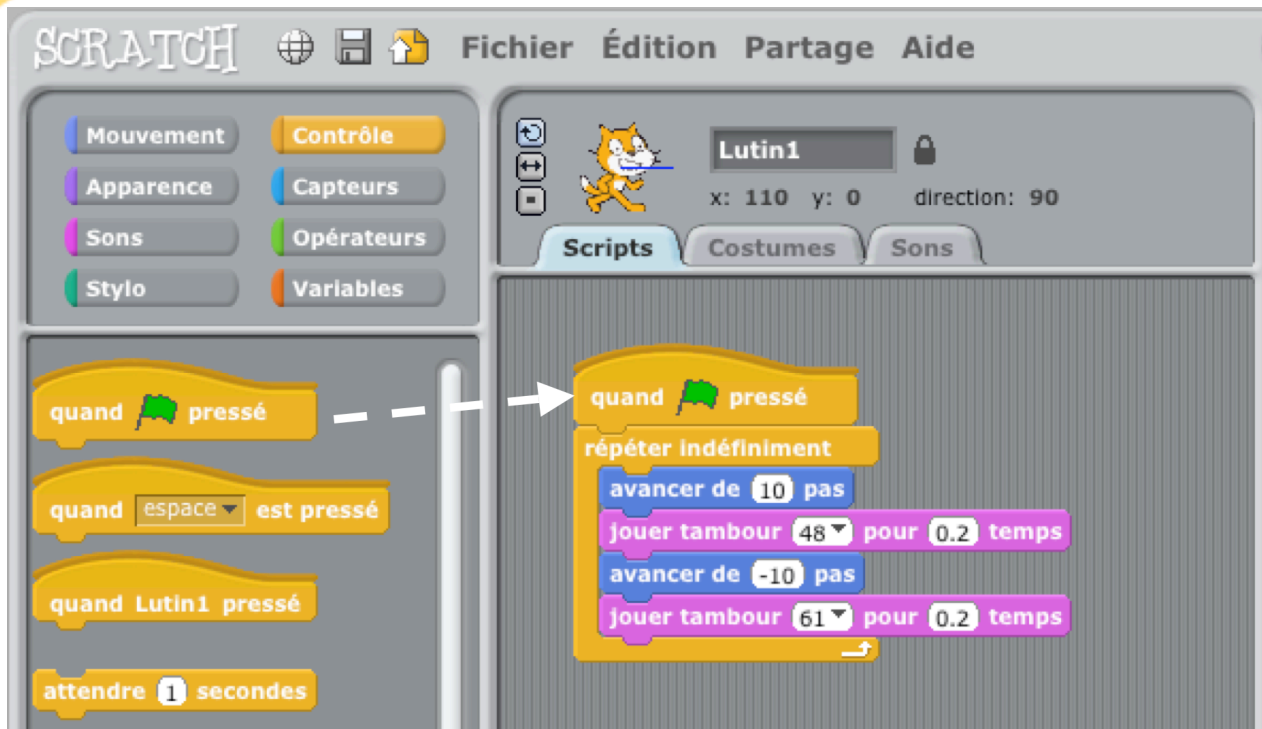 SCRATCH Fichier Édition Partage Aide
Mouvement Contrôle
Apparence Capteurs
Sons Opérateurs
Stylo Variables
Lutin1
x: 110 y: 0 direction: 90
Scripts Costumes Sons
quand pressé
quand espace est pressé
quand Lutin1 pressé
attendre 1 secondes
quand pressé
répéter indéfiniment
avancer de 10 pas
jouer tambour 48 pour 0.2 temps
avancer de -10 pas
jouer tambour 61 pour 0.2 temps